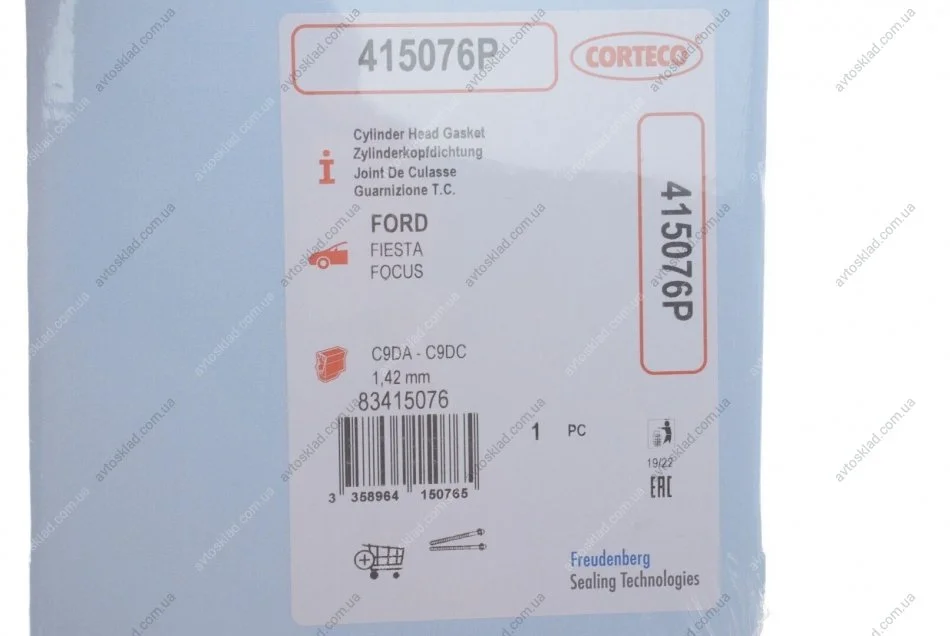 415076P
CORTECO
Cylinder Head Gasket
Zylinderkopfdichtung
Joint De Culasse
Guarnizione T.C.
415076P
FORD
FIESTA
FOCUS
C9DA - C9DC
1,42 mm
83415076
1 PC
3 358964 150765
19/22
EAC
Freudenberg
Sealing Technologies
avtosklad.com.ua